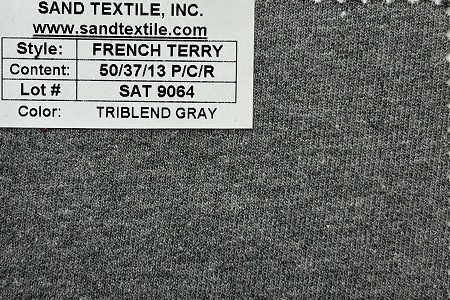 SAND TEXTILE, INC.
www.sandtextile.com
Style: FRENCH TERRY
Content: 50/37/13 P/C/R
Lot # SAT 9064
Color: TRIBLEND GRAY